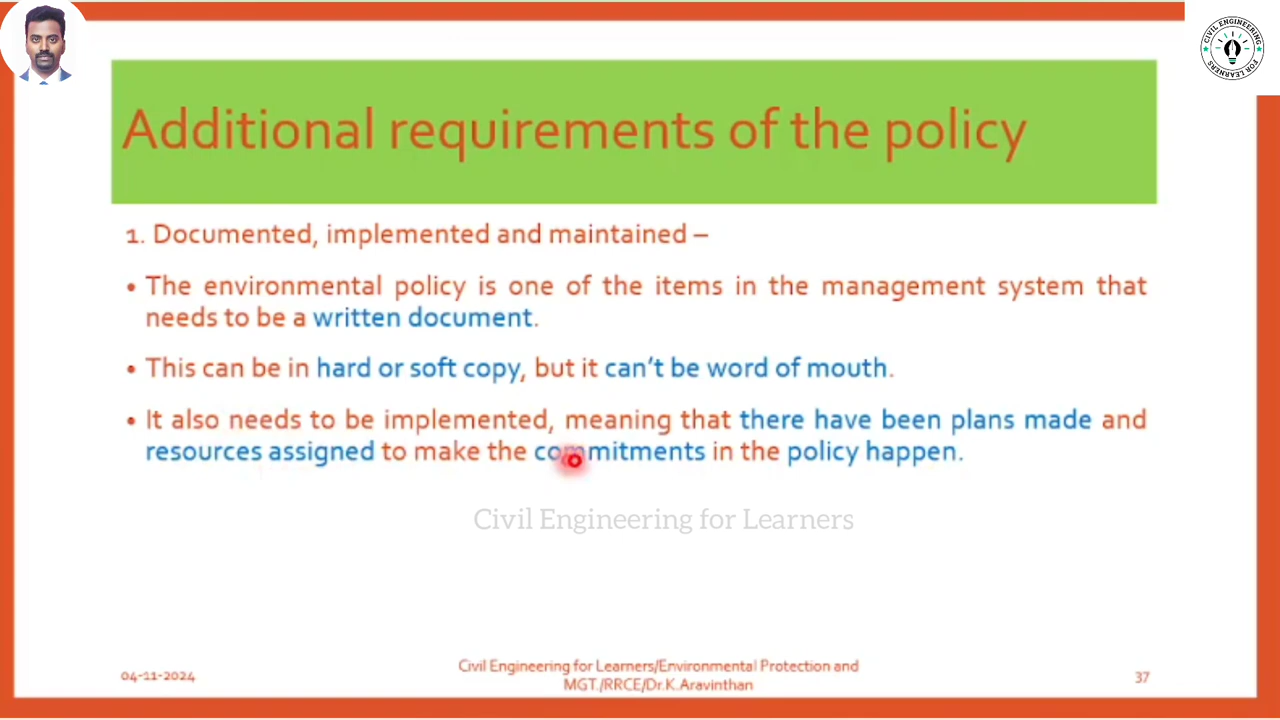 CIVIL ENGINEERING
FOR LEARNERS
Additional requirements of the policy
1. Documented, implemented and maintained –
• The environmental policy is one of the items in the management system that
needs to be a written document.
• This can be in hard or soft copy, but it can't be word of mouth.
• It also needs to be implemented, meaning that there have been plans made and
resources assigned to make the commitments in the policy happen.
Civil Engineering for Learners
04-11-2024
Civil Engineering for Learners/Environmental Protection and
MGT./RRCE/Dr.K.Aravinthan
37